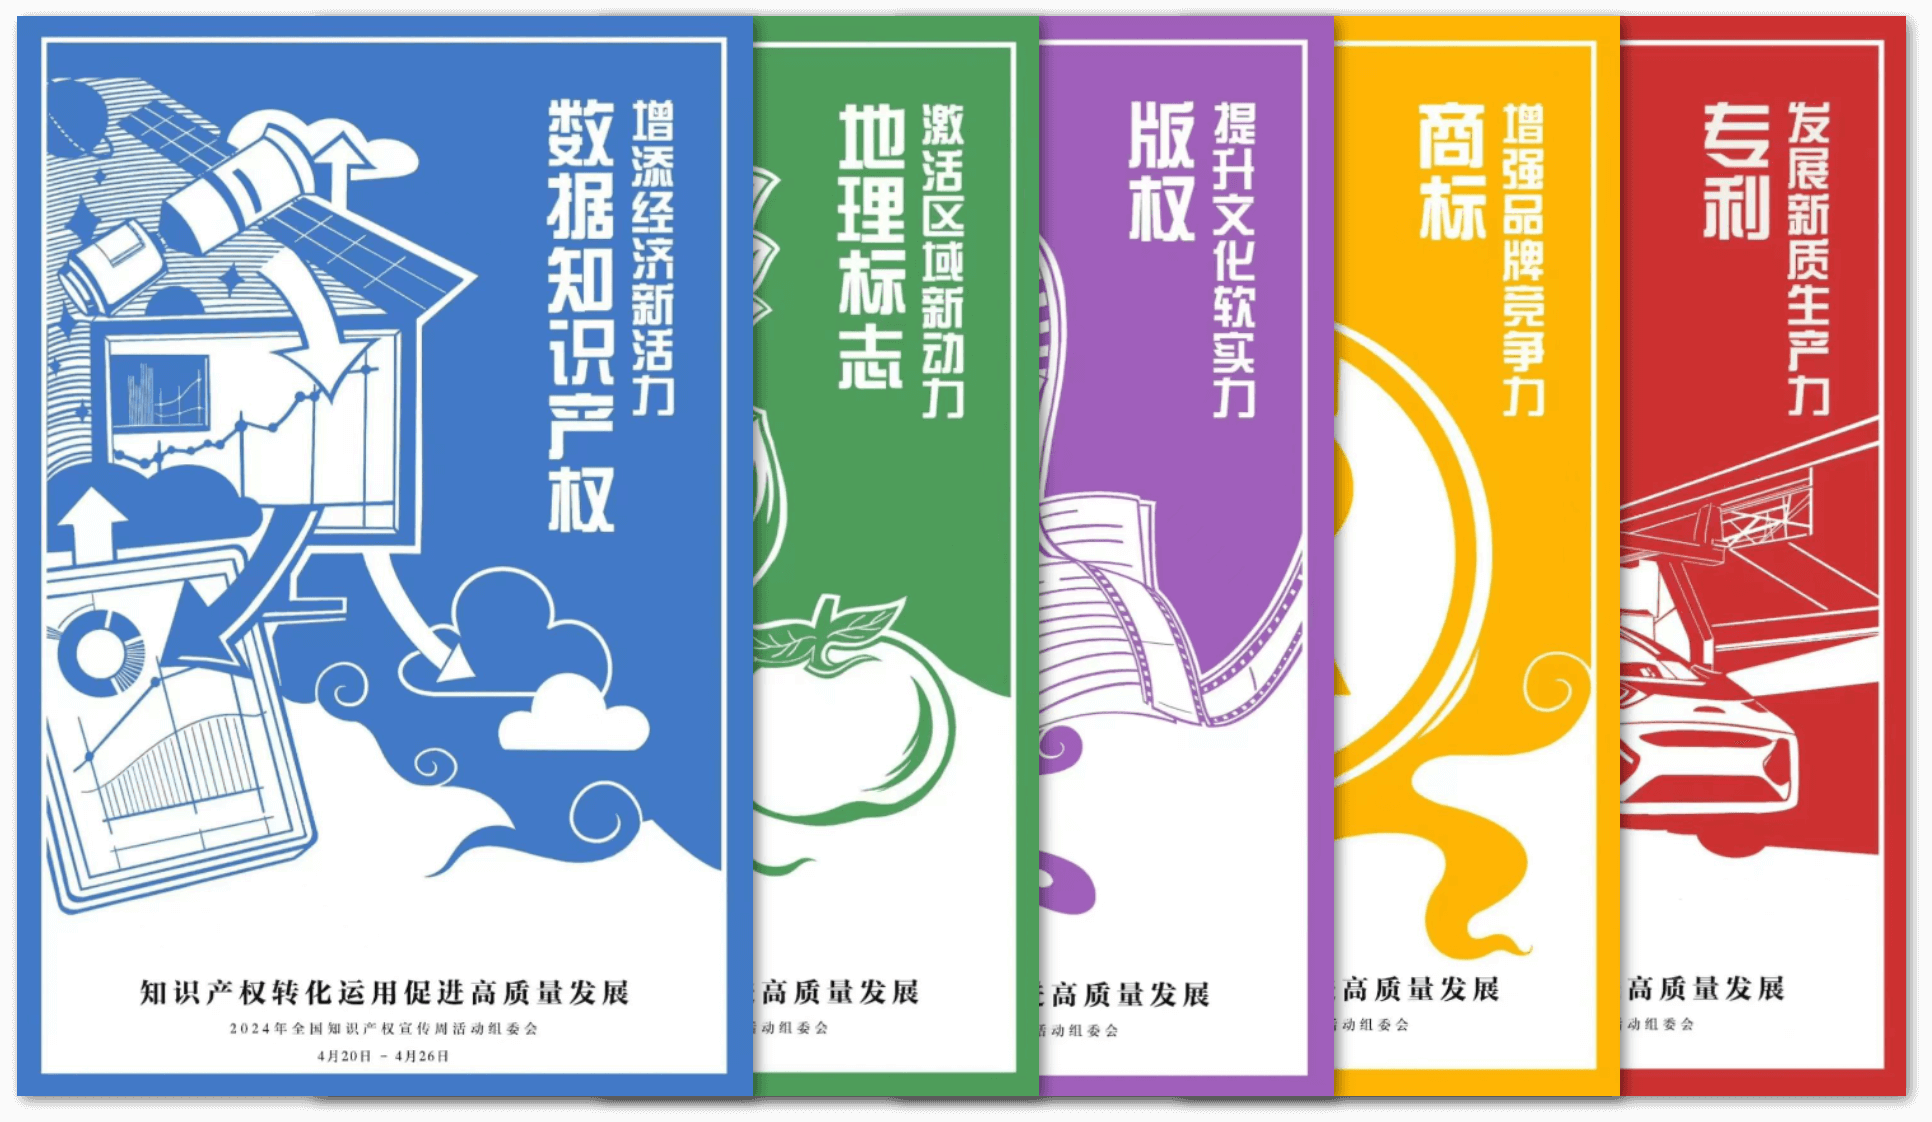 增添经济新活力
数据知识产权
知识产权转化运用促进高质量发展
2024年全国知识产权宣传周活动组委会
4月20日 – 4月26日
激活区域新动力
地理标志
高质量发展
动组委会
提升文化软实力
版权
高质量发展
活动组委会
增强品牌竞争力
商标
高质量发展
动组委会
发展新质生产力
专利
高质量发展
动组委会